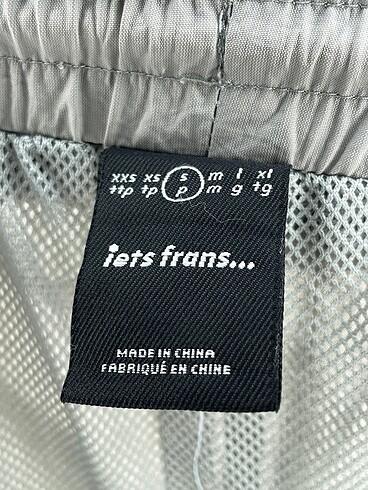 xxs xs s m l xl
ttp tp p m g tg
iets frans...
MADE IN CHINA
FABRIQUÉ EN CHINE